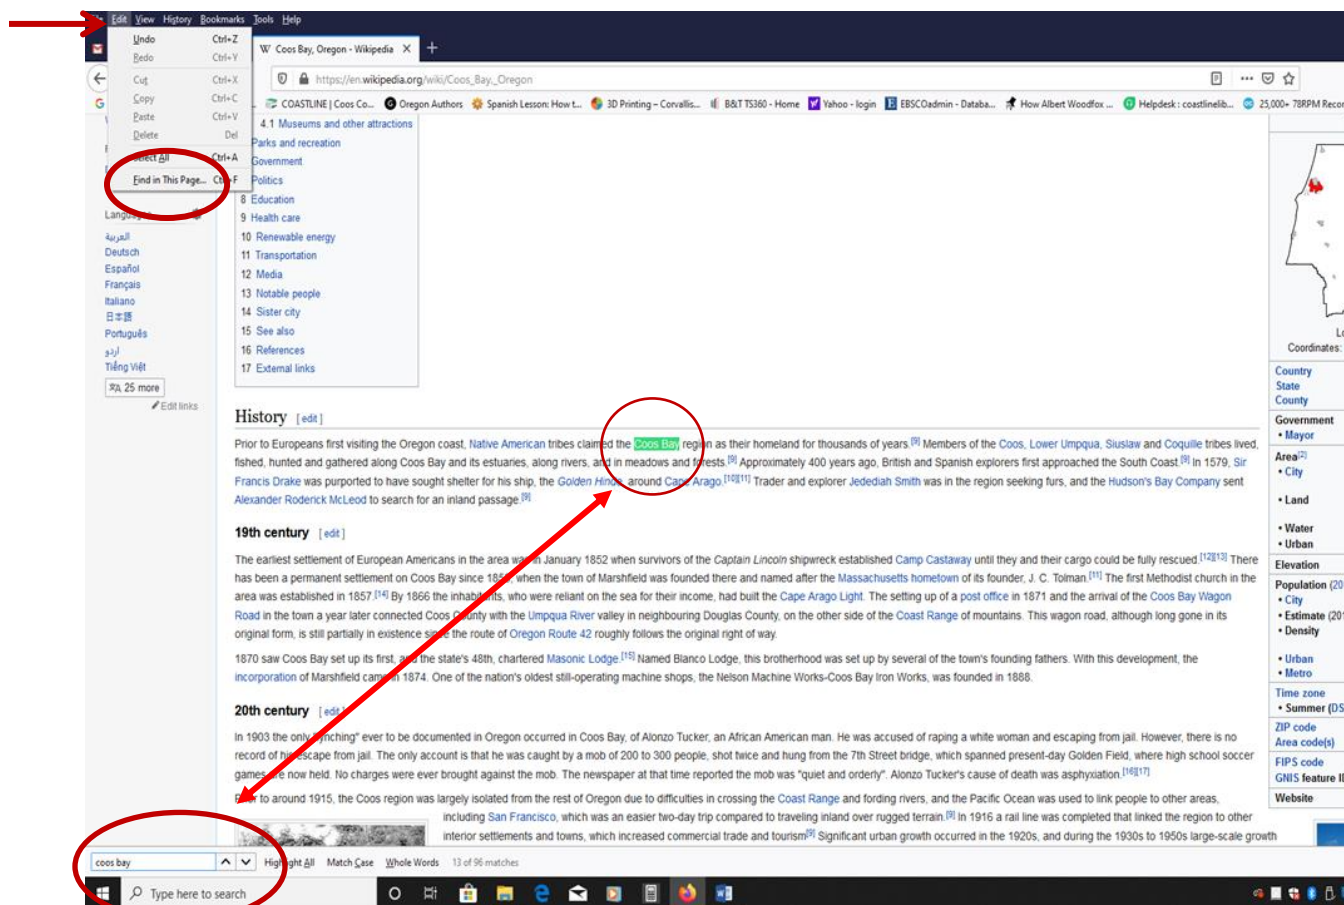 Edit View History Bookmarks Tools Help
Undo Ctrl+Z
Redo Ctrl+Y
Cut Ctrl+X
Copy Ctrl+C
Paste Ctrl+V
Delete Del
Select All Ctrl+A
Find in This Page... Ctrl+F
W Coos Bay, Oregon - Wikipedia × +
https://en.wikipedia.org/wiki/Coos_Bay,_Oregon
COASTLINE | Coos Co... Oregon Authors Spanish Lesson: How t... 3D Printing – Corvallis... B&T TS360 - Home Yahoo - login EBSCOadmin - Databa... How Albert Woodfox ... Helpdesk : coastlinelib... 25,000+ 78RPM Recor
4.1 Museums and other attractions
Parks and recreation
Government
Politics
8 Education
9 Health care
10 Renewable energy
11 Transportation
12 Media
13 Notable people
14 Sister city
15 See also
16 References
17 External links
Languages
العربية
Deutsch
Español
Français
Italiano
日本語
Português
اردو
Tiếng Việt
25 more
Edit links
History [ edit ]
Prior to Europeans first visiting the Oregon coast, Native American tribes claimed the Coos Bay region as their homeland for thousands of years.[9] Members of the Coos, Lower Umpqua, Siuslaw and Coquille tribes lived,
fished, hunted and gathered along Coos Bay and its estuaries, along rivers, and in meadows and forests.[9] Approximately 400 years ago, British and Spanish explorers first approached the South Coast.[9] In 1579, Sir
Francis Drake was purported to have sought shelter for his ship, the Golden Hinde, around Cape Arago.[10][11] Trader and explorer Jedediah Smith was in the region seeking furs, and the Hudson's Bay Company sent
Alexander Roderick McLeod to search for an inland passage.[9]
19th century [ edit ]
The earliest settlement of European Americans in the area was in January 1852 when survivors of the Captain Lincoln shipwreck established Camp Castaway until they and their cargo could be fully rescued.[12][13] There
has been a permanent settlement on Coos Bay since when the town of Marshfield was founded there and named after the Massachusetts hometown of its founder, J. C. Tolman.[11] The first Methodist church in the
area was established in 1857.[14] By 1866 the inhabitants, who were reliant on the sea for their income, had built the Cape Arago Light. The setting up of a post office in 1871 and the arrival of the Coos Bay Wagon
Road in the town a year later connected Coos County with the Umpqua River valley in neighbouring Douglas County, on the other side of the Coast Range of mountains. This wagon road, although long gone in its
original form, is still partially in existence since the route of Oregon Route 42 roughly follows the original right of way.
1870 saw Coos Bay set up its first, and the state's 48th, chartered Masonic Lodge.[15] Named Blanco Lodge, this brotherhood was set up by several of the town's founding fathers. With this development, the
incorporation of Marshfield came in 1874. One of the nation's oldest still-operating machine shops, the Nelson Machine Works-Coos Bay Iron Works, was founded in 1888.
20th century [ edit ]
In 1903 the only "lynching" ever to be documented in Oregon occurred in Coos Bay, of Alonzo Tucker, an African American man. He was accused of raping a white woman and escaping from jail. However, there is no
record of his escape from jail. The only account is that he was caught by a mob of 200 to 300 people, shot twice and hung from the 7th Street bridge, which spanned present-day Golden Field, where high school soccer
games are now held. No charges were ever brought against the mob. The newspaper at that time reported the mob was "quiet and orderly". Alonzo Tucker's cause of death was asphyxiation.[16][17]
Prior to around 1915, the Coos region was largely isolated from the rest of Oregon due to difficulties in crossing the Coast Range and fording rivers, and the Pacific Ocean was used to link people to other areas,
including San Francisco, which was an easier two-day trip compared to traveling inland over rugged terrain.[9] In 1916 a rail line was completed that linked the region to other
interior settlements and towns, which increased commercial trade and tourism[9] Significant urban growth occurred in the 1920s, and during the 1930s to 1950s large-scale growth
Lo
Coordinates:
Country
State
County
Government
• Mayor
Area[2]
• City
• Land
• Water
• Urban
Elevation
Population (20
• City
• Estimate (201
• Density
• Urban
• Metro
Time zone
• Summer (DS
ZIP code
Area code(s)
FIPS code
GNIS feature I
Website
coos bay Highlight All Match Case Whole Words 13 of 96 matches
Type here to search